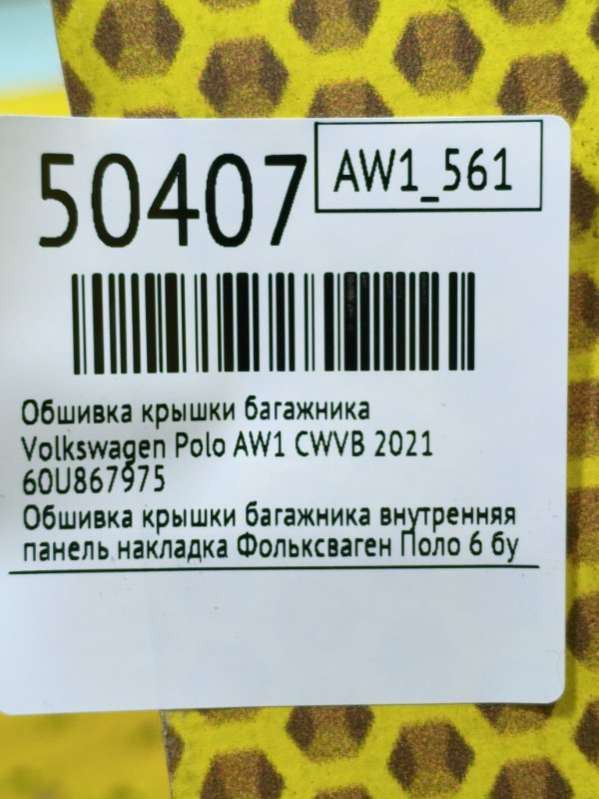 50407
AW1_561
Обшивка крышки багажника
Volkswagen Polo AW1 CWVB 2021
60U867975
Обшивка крышки багажника внутренняя
панель накладка Фольксваген Поло 6 бу